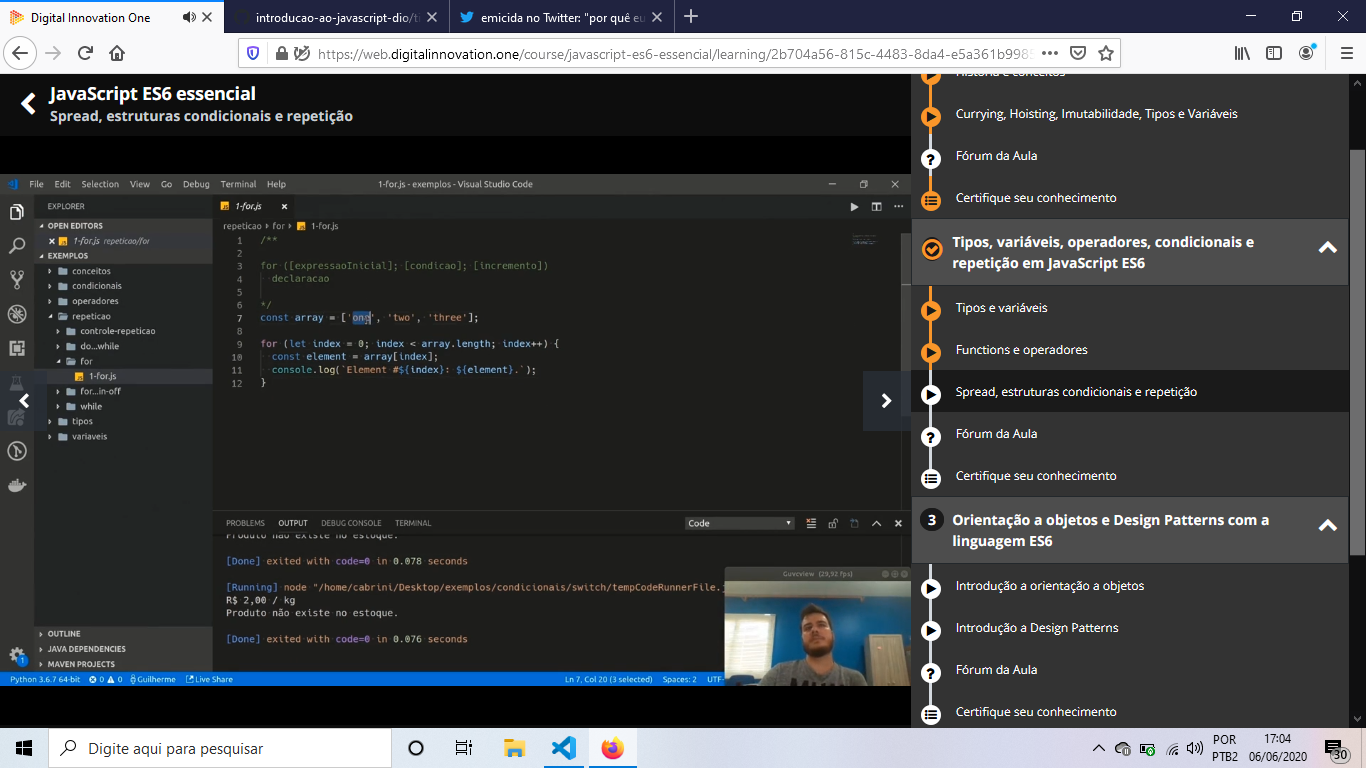 Digital Innovation One
introducao-ao-javascript-dio/ti
emicida no Twitter: "por quê eu
https://web.digitalinnovation.one/course/javascript-es6-essencial/learning/2b704a56-815c-4483-8da4-e5a361b9985
JavaScript ES6 essencial
Spread, estruturas condicionais e repetição
File Edit Selection View Go Debug Terminal Help
1-for.js - exemplos - Visual Studio Code
EXPLORER
OPEN EDITORS
1-for.js repeticao/for
EXEMPLOS
conceitos
condicionais
operadores
repeticao
controle-repeticao
do...while
for
1-for.js
for...in-off
while
tipos
variaveis
OUTLINE
JAVA DEPENDENCIES
MAVEN PROJECTS
1-for.js
repeticao › for › 1-for.js
1 /**
2
3 for ([expressaoInicial]; [condicao]; [incremento])
4 declaracao
5
6 */
7 const array = ['one', 'two', 'three'];
8
9 for (let index = 0; index < array.length; index++) {
10 const element = array[index];
11 console.log(`Element #${index}: ${element}.`);
12 }
PROBLEMS OUTPUT DEBUG CONSOLE TERMINAL
Code
Produto não existe no estoque.
[Done] exited with code=0 in 0.078 seconds
[Running] node "/home/cabrini/Desktop/exemplos/condicionais/switch/tempCodeRunnerFile.
R$ 2,00 / kg
Produto não existe no estoque.
[Done] exited with code=0 in 0.076 seconds
Guvcview (29,92 fps)
Python 3.6.7 64-bit 0 0 Guilherme Live Share
Ln 7, Col 20 (3 selected) Spaces: 2 UTF-
1
História e conceitos
Currying, Hoisting, Imutabilidade, Tipos e Variáveis
Fórum da Aula
Certifique seu conhecimento
Tipos, variáveis, operadores, condicionais e
repetição em JavaScript ES6
Tipos e variáveis
Functions e operadores
Spread, estruturas condicionais e repetição
Fórum da Aula
Certifique seu conhecimento
3 Orientação a objetos e Design Patterns com a
linguagem ES6
Introdução a orientação a objetos
Introdução a Design Patterns
Fórum da Aula
Certifique seu conhecimento
Digite aqui para pesquisar
POR
PTB2
17:04
06/06/2020
30